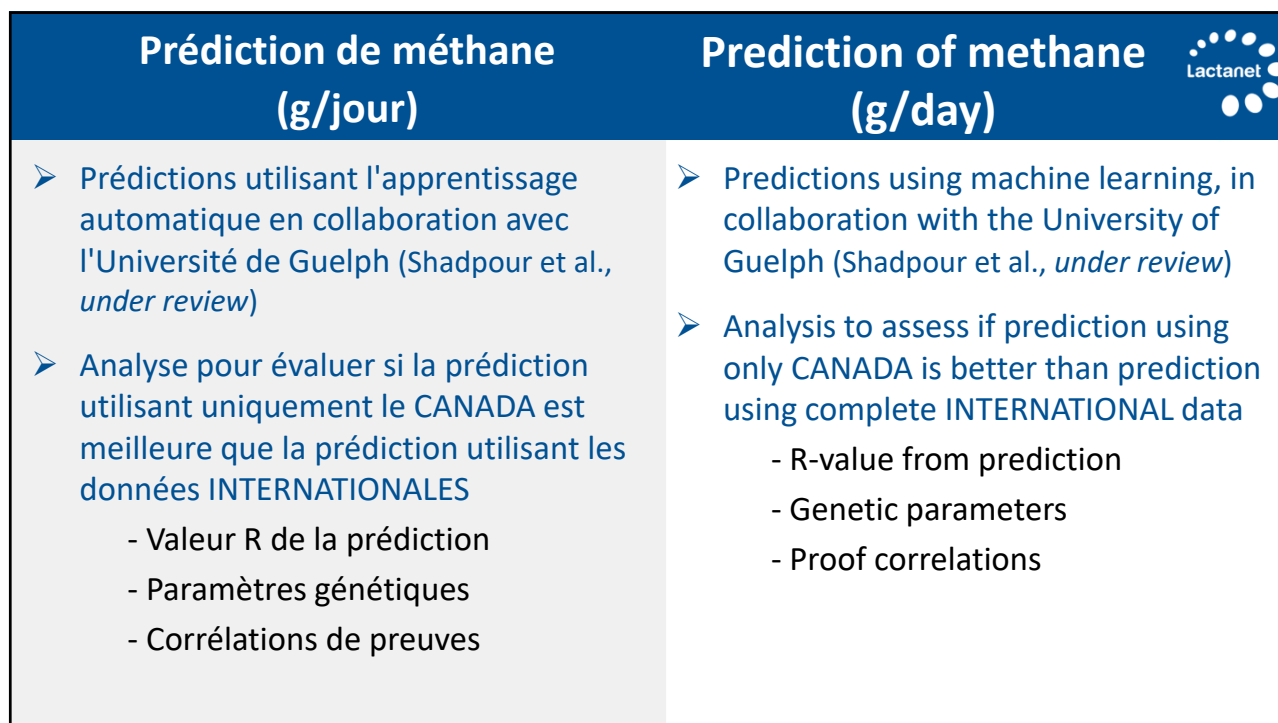 Prédiction de méthane
(g/jour)
Prediction of methane
(g/day)
Lactanet
➢ Prédictions utilisant l'apprentissage
automatique en collaboration avec
l'Université de Guelph (Shadpour et al.,
under review)
➢ Analyse pour évaluer si la prédiction
utilisant uniquement le CANADA est
meilleure que la prédiction utilisant les
données INTERNATIONALES
- Valeur R de la prédiction
- Paramètres génétiques
- Corrélations de preuves
➢ Predictions using machine learning, in
collaboration with the University of
Guelph (Shadpour et al., under review)
➢ Analysis to assess if prediction using
only CANADA is better than prediction
using complete INTERNATIONAL data
- R-value from prediction
- Genetic parameters
- Proof correlations